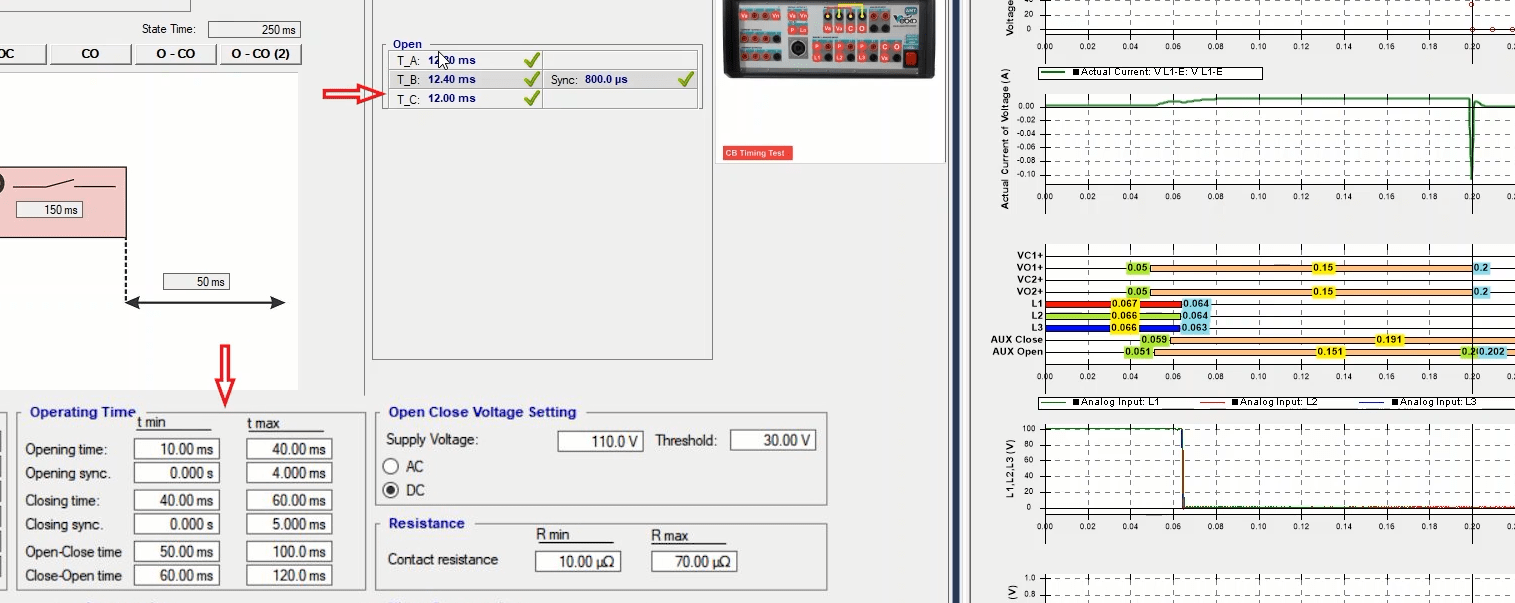 State Time: 250 ms
OC CO O - CO O - CO (2)
150 ms
50 ms
Open
T_A: ms
T_B: 12.40 ms Sync: 800.0 µs
T_C: 12.00 ms
CB Timing Test
Operating Time
t min t max
Opening time: 10.00 ms 40.00 ms
Opening sync. 0.000 s 4.000 ms
Closing time: 40.00 ms 60.00 ms
Closing sync. 0.000 s 5.000 ms
Open-Close time 50.00 ms 100.0 ms
Close-Open time 60.00 ms 120.0 ms
Open Close Voltage Setting
Supply Voltage: 110.0 V Threshold: 30.00 V
AC
DC
Resistance
R min R max
Contact resistance 10.00 µΩ 70.00 µΩ
Voltage
20
0
0.00 0.02 0.04 0.06 0.08 0.10 0.12 0.14 0.16 0.18 0.20 0.2
Actual Current: V L1-E: V L1-E
Actual Current of Voltage (A)
0.00
-0.02
-0.04
-0.06
-0.08
-0.10
0.00 0.02 0.04 0.06 0.08 0.10 0.12 0.14 0.16 0.18 0.20 0.2
VC1+
VO1+ 0.05 0.15 0.2
VC2+
VO2+ 0.05 0.15 0.2
L1 0.067 0.064
L2 0.066 0.064
L3 0.066 0.063
AUX Close 0.059 0.191
AUX Open 0.051 0.151 0.202
0.00 0.02 0.04 0.06 0.08 0.10 0.12 0.14 0.16 0.18 0.20 0.2
Analog Input: L1 Analog Input: L2 Analog Input: L3
L1,L2,L3 (V)
100
80
60
40
20
0
0.00 0.02 0.04 0.06 0.08 0.10 0.12 0.14 0.16 0.18 0.20 0.2
(V)
1.0
0.8